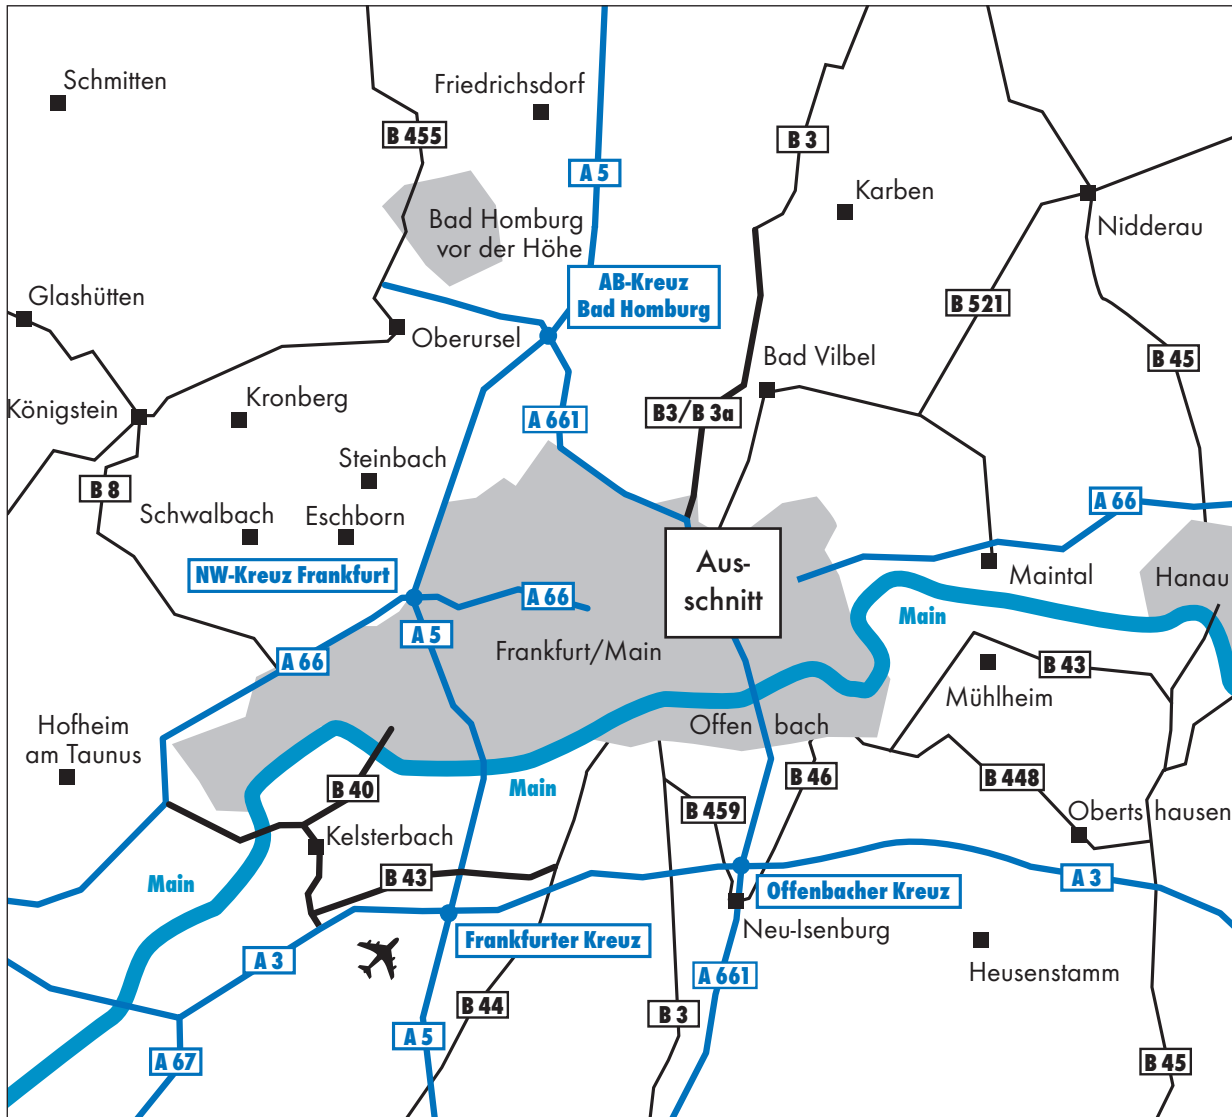 Schmitten
Friedrichsdorf
B 455
B 3
A 5
Karben
Bad Homburg
vor der Höhe
Nidderau
AB-Kreuz
Bad Homburg
Glashütten
B 521
Oberursel
Bad Vilbel
B 45
Königstein
Kronberg
A 661
B3/B 3a
Steinbach
B 8
A 66
Schwalbach
Eschborn
Aus-
schnitt
NW-Kreuz Frankfurt
Maintal
Hanau
A 66
Main
A 5
Frankfurt/Main
A 66
B 43
Mühlheim
Hofheim
am Taunus
Offen bach
B 40
Main
B 46
B 448
B 459
Oberts hausen
Kelsterbach
Main
B 43
A 3
Offenbacher Kreuz
Frankfurter Kreuz
Neu-Isenburg
A 3
Heusenstamm
A 661
B 44
B 3
A 5
A 67
B 45